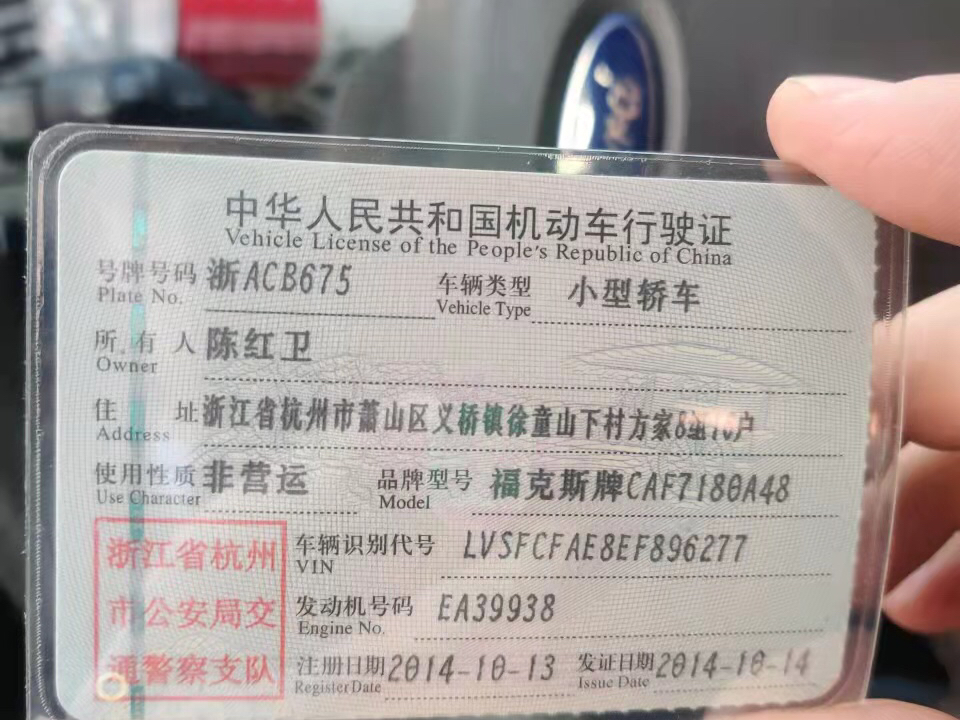 中华人民共和国机动车行驶证
Vehicle License of the People's Republic of China
号牌号码 浙ACB675 车辆类型 小型轿车
Plate No. Vehicle Type
所有人 陈红卫
Owner
住址 浙江省杭州市萧山区义桥镇徐童山下村方家8组 户
Address
使用性质 非营运 品牌型号 福克斯牌CAF7180A48
Use Character Model
浙江省杭州 车辆识别代号 LVSFCFAE8EF896277
VIN
市公安局交 发动机号码 EA39938
Engine No.
通警察支队 注册日期 2014-10-13 发证日期 2014-10-14
Register Date Issue Date